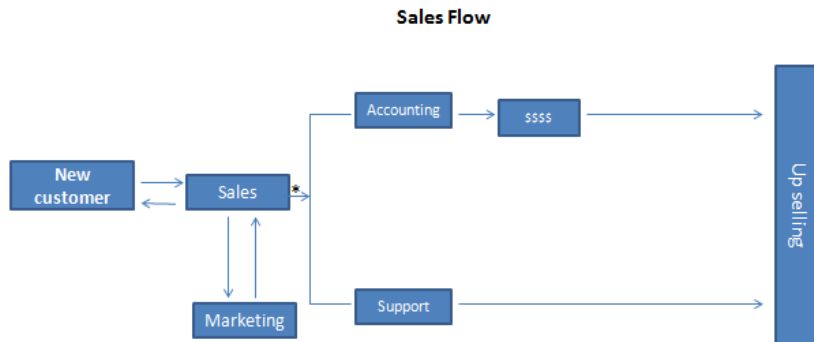 Sales Flow
Accounting
$$$$
New
customer
Sales
*
Up selling
Support
Marketing